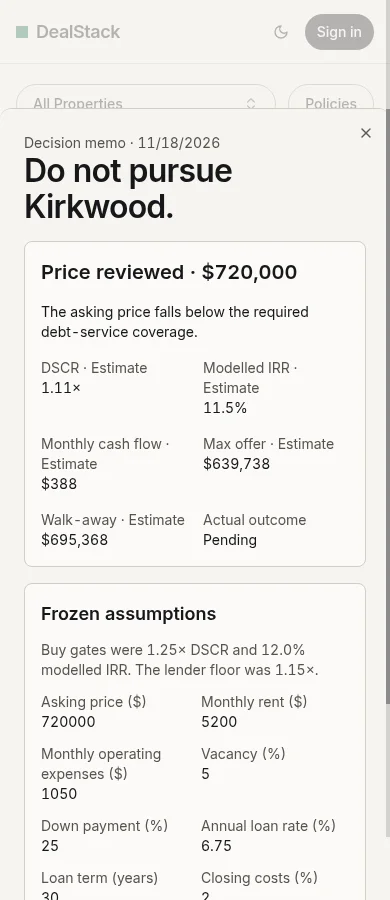 DealStack
Sign in
All Properties
Policies
Decision memo · 11/18/2026
Do not pursue
Kirkwood.
Price reviewed · $720,000
The asking price falls below the required
debt-service coverage.
DSCR · Estimate
1.11×
Modelled IRR ·
Estimate
11.5%
Monthly cash flow ·
Estimate
$388
Max offer · Estimate
$639,738
Walk-away · Estimate
$695,368
Actual outcome
Pending
Frozen assumptions
Buy gates were 1.25× DSCR and 12.0%
modelled IRR. The lender floor was 1.15×.
Asking price ($)
720000
Monthly rent ($)
5200
Monthly operating
expenses ($)
1050
Vacancy (%)
5
Down payment (%)
25
Annual loan rate (%)
6.75
Loan term (years)
30
Closing costs (%)
2